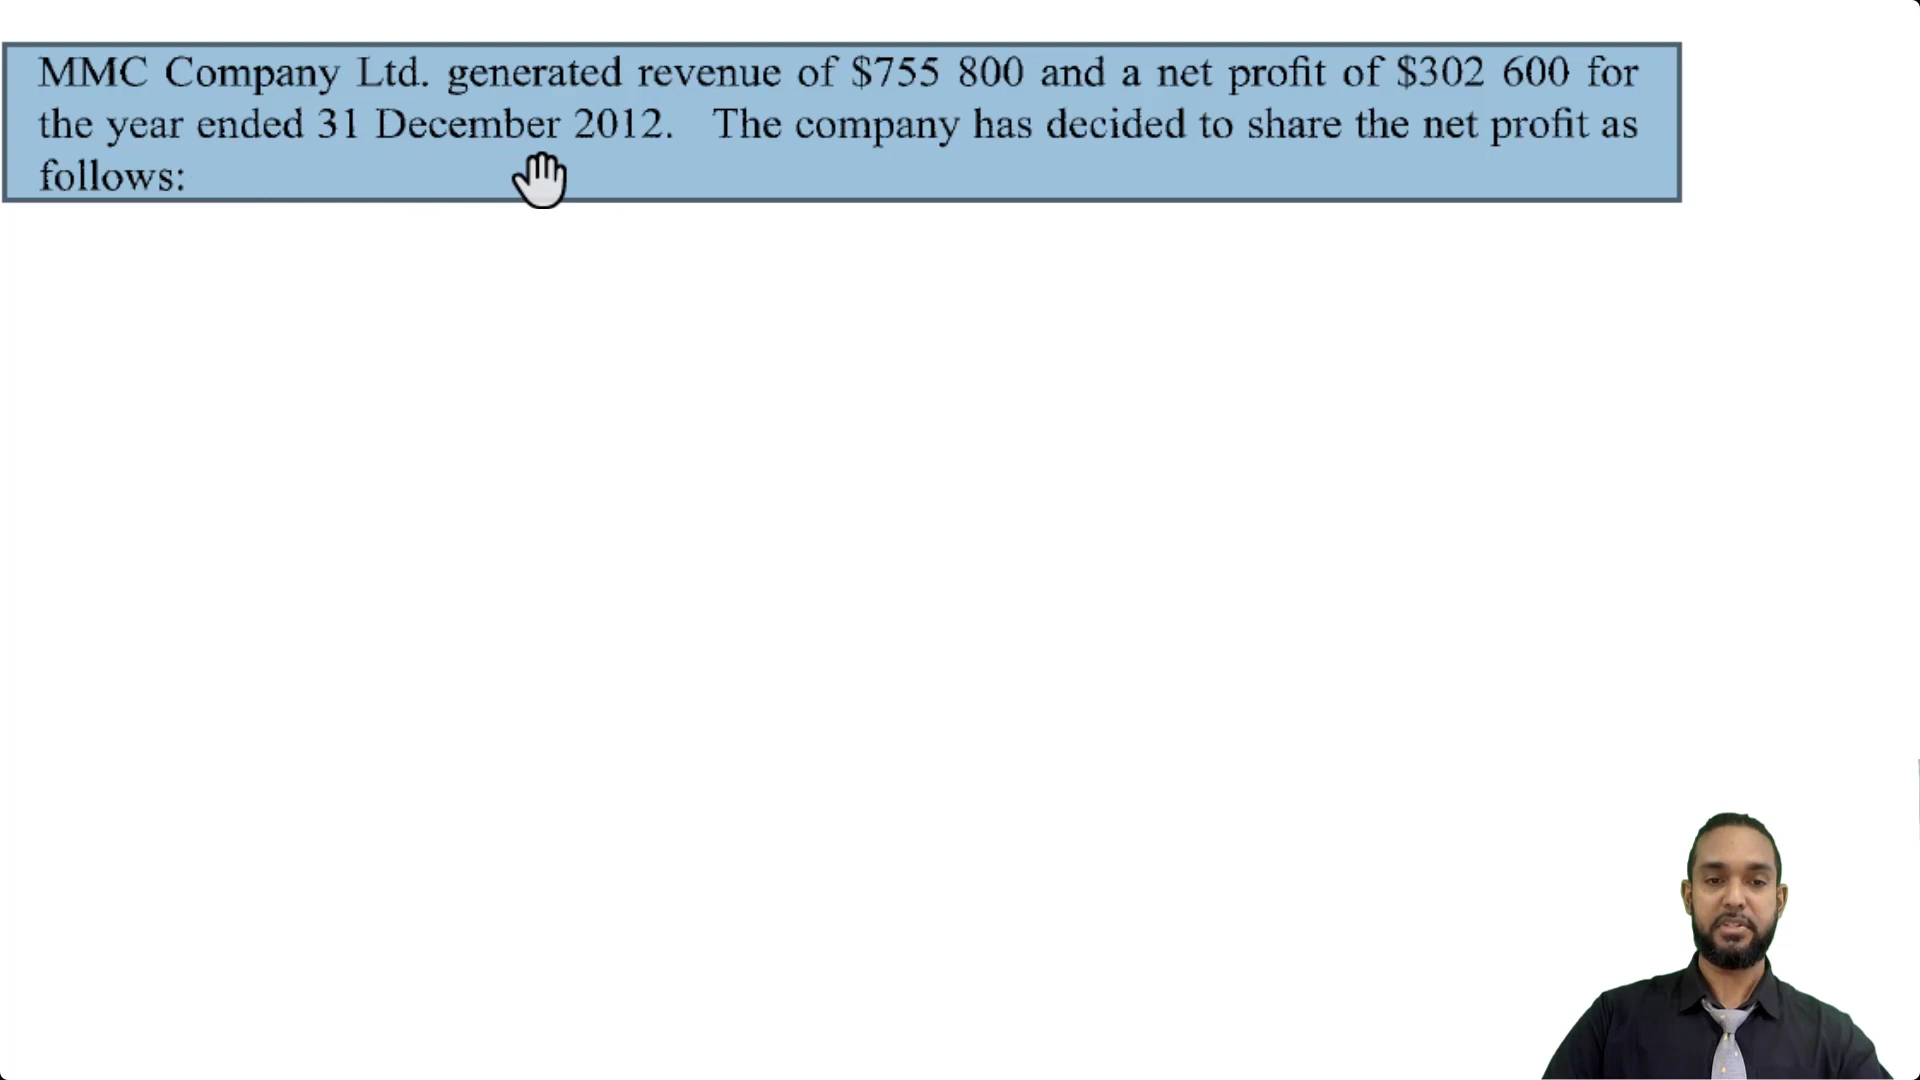 MMC Company Ltd. generated revenue of $755 800 and a net profit of $302 600 for
the year ended 31 December 2012. The company has decided to share the net profit as
follows: